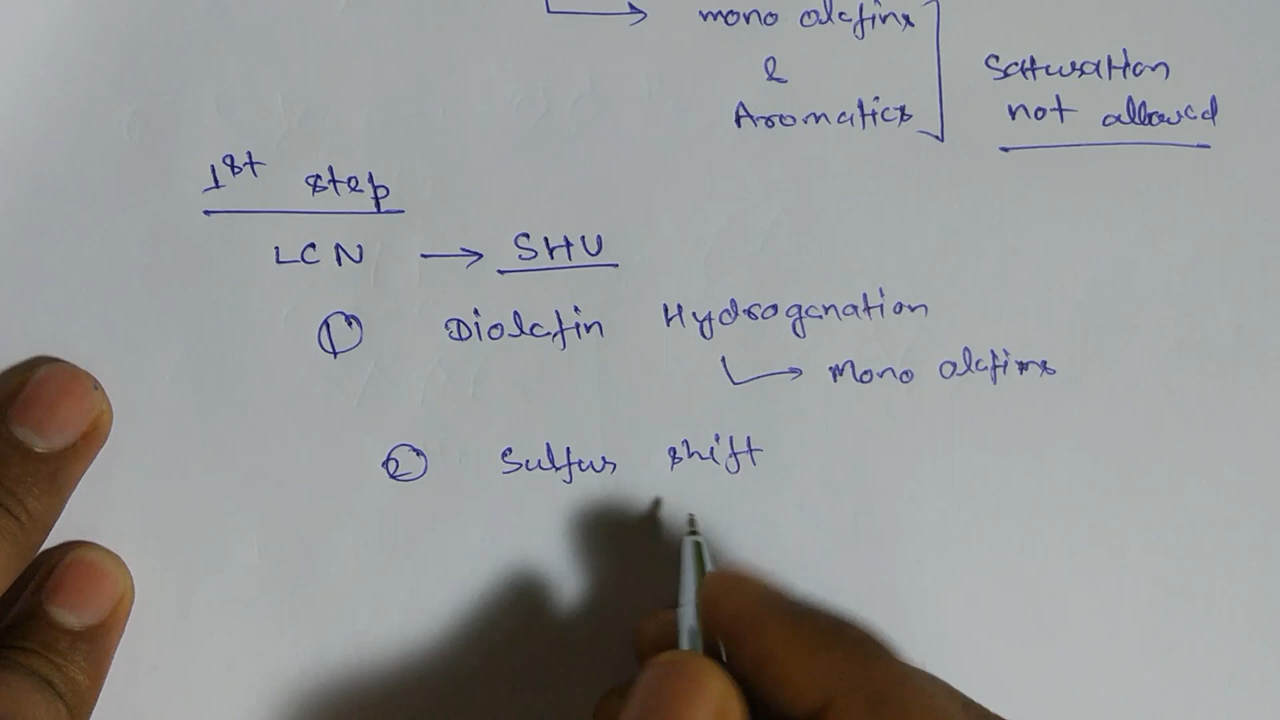 mono olefins
&
Aromatics
Saturation
not allowed
1st step
LCN → SHU
① Diolefin Hydrogenation
→ Mono olefins
② Sulfur shift